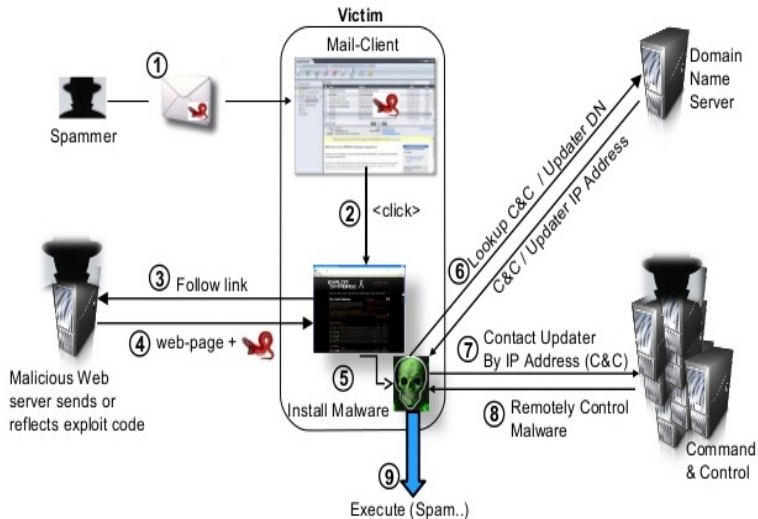 Victim
Mail-Client
1
Spammer
Domain
Name
Server
2
<click>
Lookup C&C / Updater DN
6
C&C / Updater IP Address
3
Follow link
EXPLOIT
DATABASE
4
web-page +
Malicious Web
server sends or
reflects exploit code
5
Install Malware
7
Contact Updater
By IP Address (C&C)
8
Remotely Control
Malware
Command
& Control
9
Execute (Spam..)